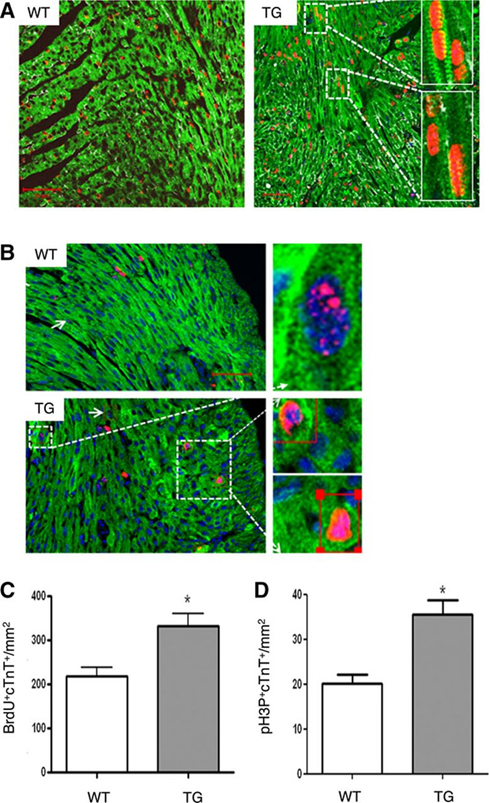 A
WT
TG
B
WT
TG
C
BrdU⁺cTnT⁺/mm²
400
300
200
100
0
*
WT
TG
D
pH3P⁺cTnT⁺/mm²
40
30
20
10
0
*
WT
TG